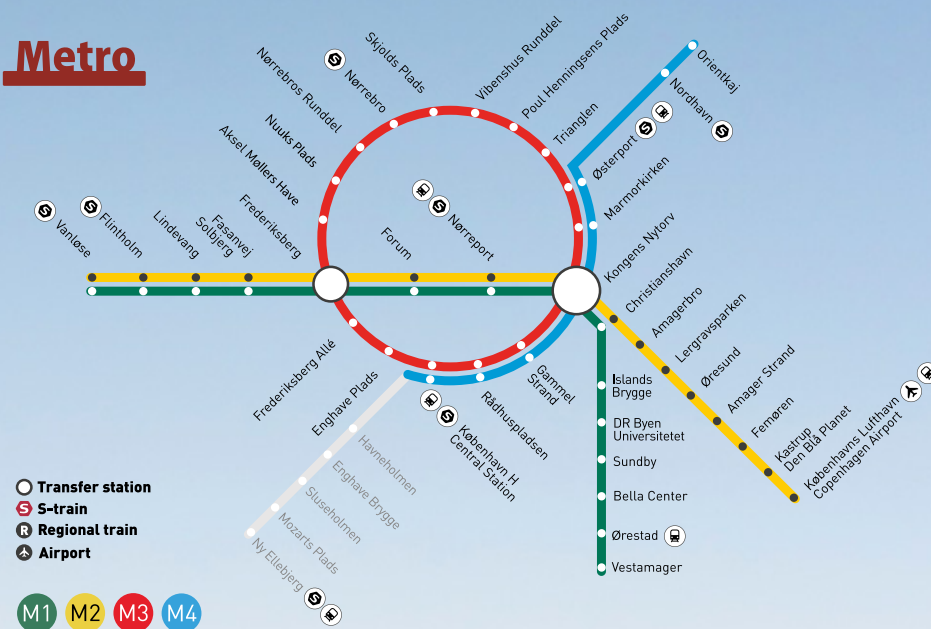 Metro
Skjolds Plads
Nørrebro
Nørrebros Runddel
Nuuks Plads
Aksel Møllers Have
Frederiksberg
Fasanvej
Solbjerg
Lindevang
Flintholm
Vanløse
Vibenshus Runddel
Poul Henningsens Plads
Trianglen
Orientkaj
Nordhavn
Østerport
Marmorkirken
Kongens Nytorv
Forum
Nørreport
Christianshavn
Amagerbro
Lergravsparken
Øresund
Amager Strand
Femøren
Kastrup
Den Blå Planet
Københavns Lufthavn
Copenhagen Airport
Islands
Brygge
DR Byen
Universitetet
Sundby
Bella Center
Ørestad
Vestamager
Frederiksberg Allé
Enghave Plads
København H
Central Station
Rådhuspladsen
Gammel
Strand
Havneholmen
Enghave Brygge
Sluseholmen
Mozarts Plads
Ny Ellebjerg
Transfer station
S S-train
R Regional train
Airport
M1 M2 M3 M4